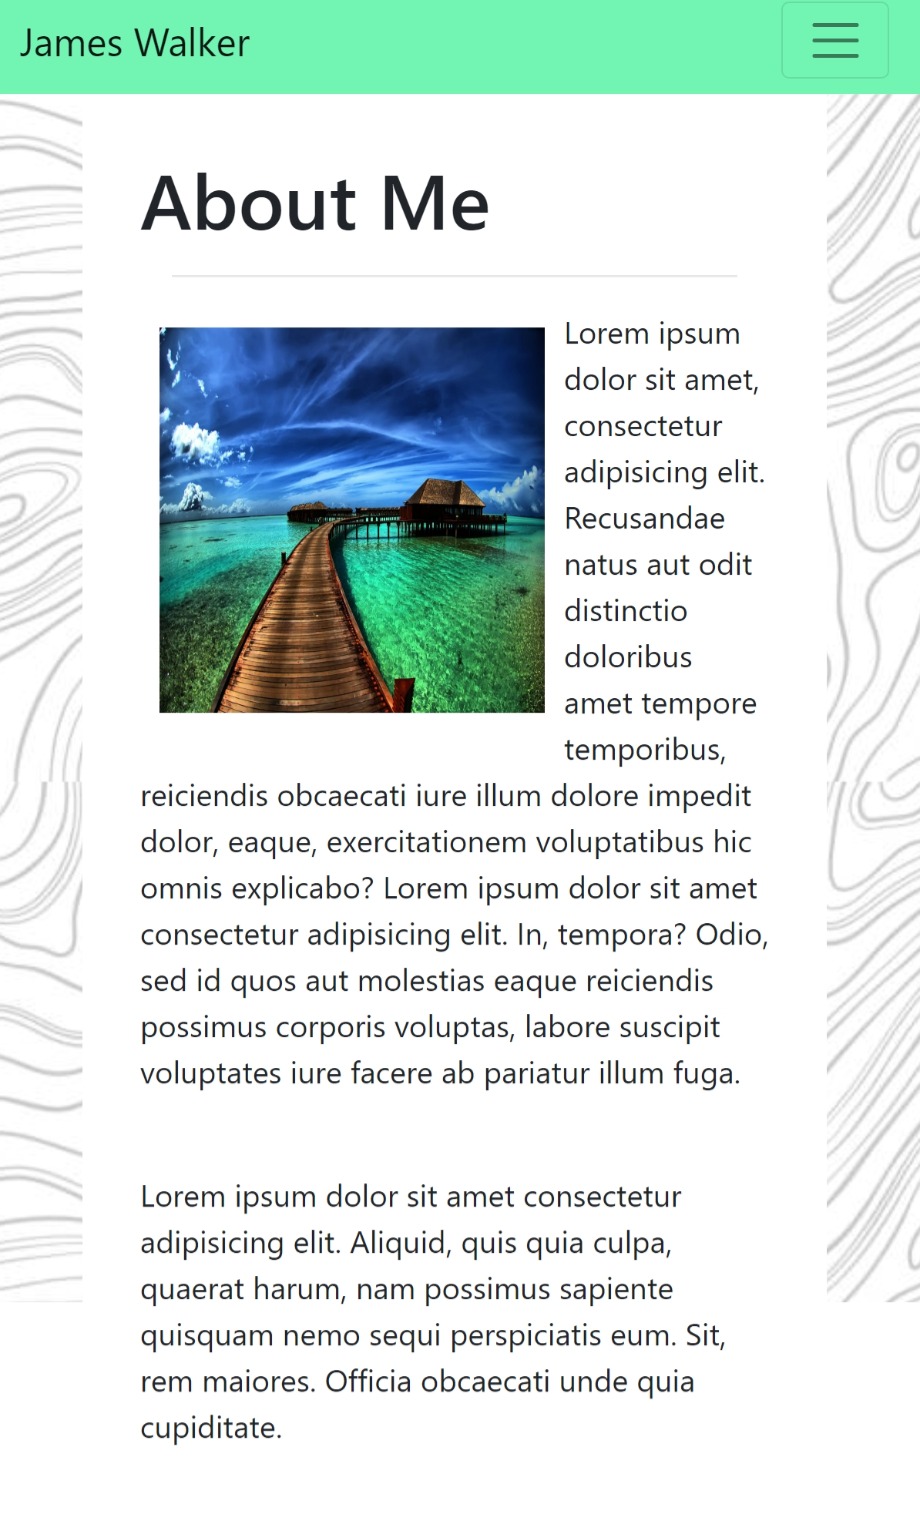 James Walker
About Me
Lorem ipsum
dolor sit amet,
consectetur
adipisicing elit.
Recusandae
natus aut odit
distinctio
doloribus
amet tempore
temporibus,
reiciendis obcaecati iure illum dolore impedit
dolor, eaque, exercitationem voluptatibus hic
omnis explicabo? Lorem ipsum dolor sit amet
consectetur adipisicing elit. In, tempora? Odio,
sed id quos aut molestias eaque reiciendis
possimus corporis voluptas, labore suscipit
voluptates iure facere ab pariatur illum fuga.
Lorem ipsum dolor sit amet consectetur
adipisicing elit. Aliquid, quis quia culpa,
quaerat harum, nam possimus sapiente
quisquam nemo sequi perspiciatis eum. Sit,
rem maiores. Officia obcaecati unde quia
cupiditate.